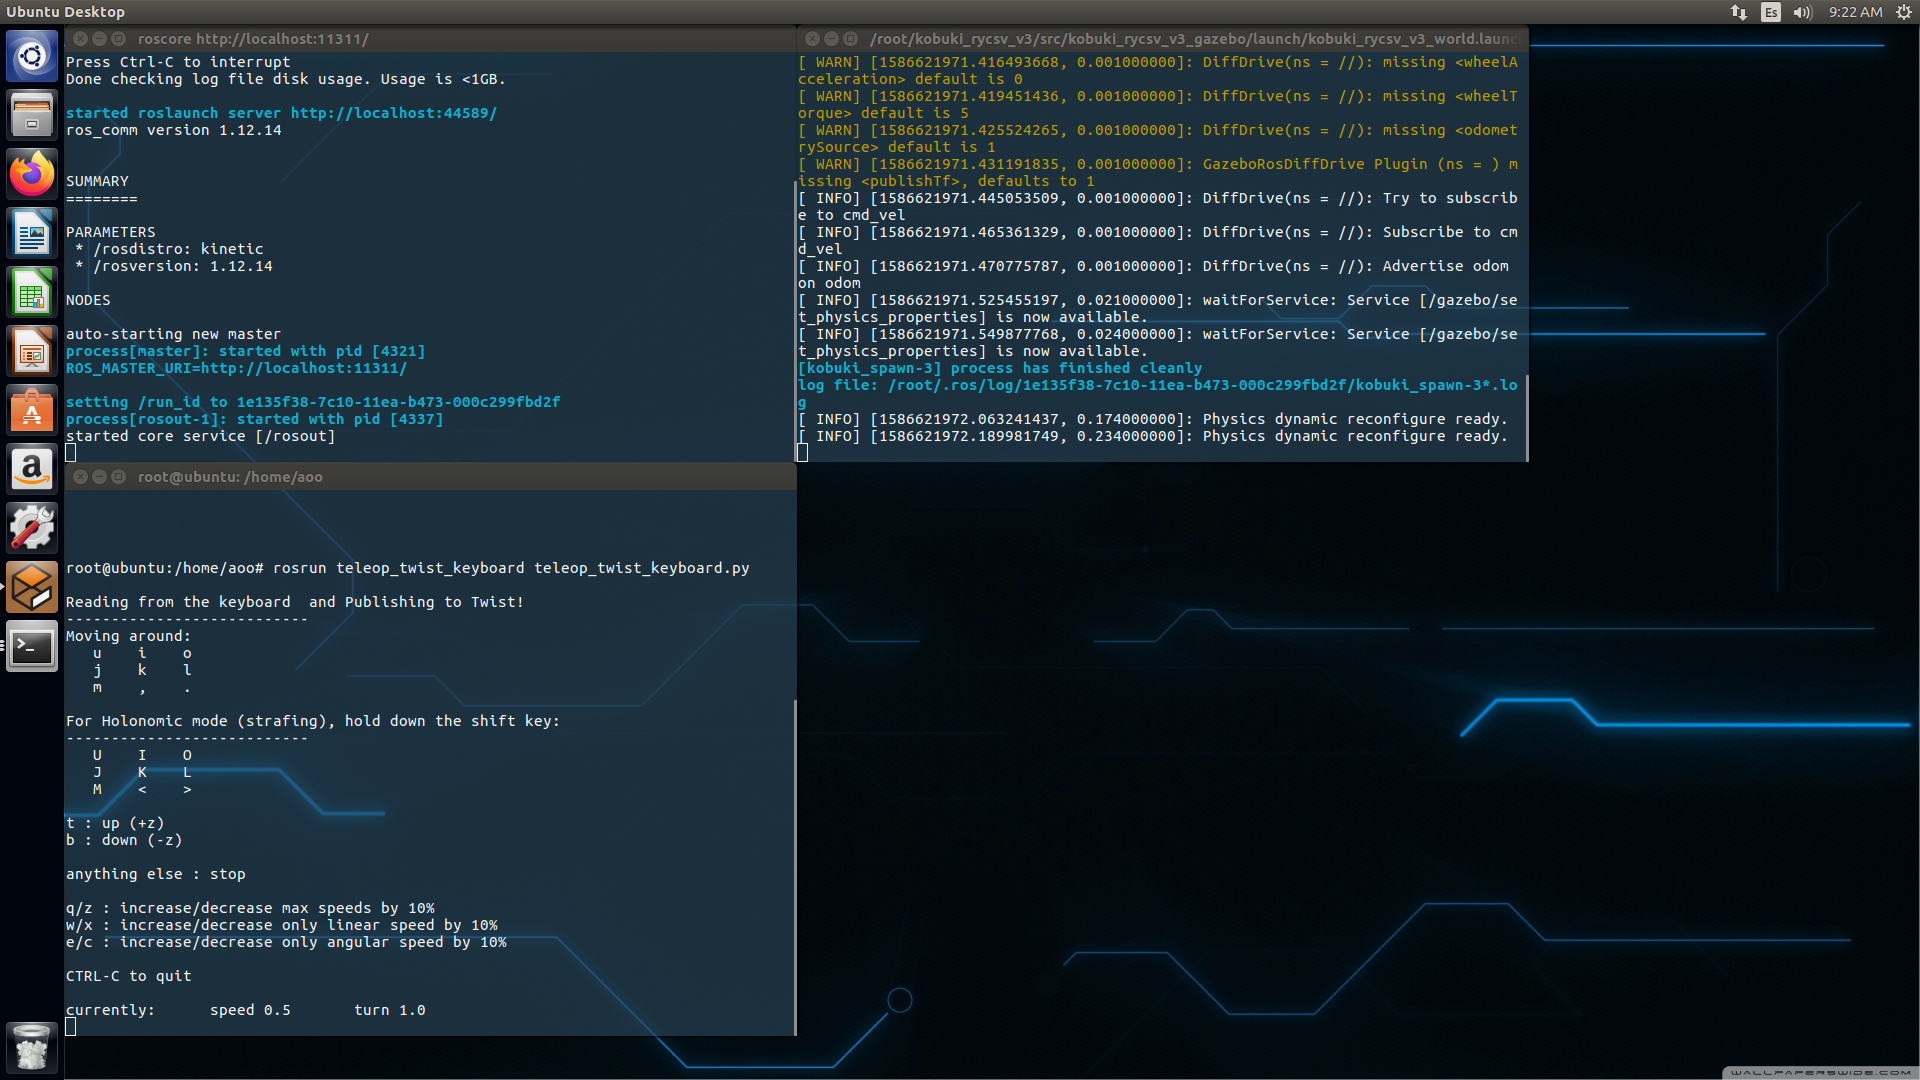 Ubuntu Desktop
Es
9:22 AM
roscore http://localhost:11311/
Press Ctrl-C to interrupt
Done checking log file disk usage. Usage is <1GB.
started roslaunch server http://localhost:44589/
ros_comm version 1.12.14
SUMMARY
========
PARAMETERS
* /rosdistro: kinetic
* /rosversion: 1.12.14
NODES
auto-starting new master
process[master]: started with pid [4321]
ROS_MASTER_URI=http://localhost:11311/
setting /run_id to 1e135f38-7c10-11ea-b473-000c299fbd2f
process[rosout-1]: started with pid [4337]
started core service [/rosout]
/root/kobuki_rycsv_v3/src/kobuki_rycsv_v3_gazebo/launch/kobuki_rycsv_v3_world.launc
[ WARN] [1586621971.416493668, 0.001000000]: DiffDrive(ns = //): missing <wheelA
cceleration> default is 0
[ WARN] [1586621971.419451436, 0.001000000]: DiffDrive(ns = //): missing <wheelT
orque> default is 5
[ WARN] [1586621971.425524265, 0.001000000]: DiffDrive(ns = //): missing <odomet
rySource> default is 1
[ WARN] [1586621971.431191835, 0.001000000]: GazeboRosDiffDrive Plugin (ns = ) m
issing <publishTf>, defaults to 1
[ INFO] [1586621971.445053509, 0.001000000]: DiffDrive(ns = //): Try to subscrib
e to cmd_vel
[ INFO] [1586621971.465361329, 0.001000000]: DiffDrive(ns = //): Subscribe to cm
d_vel
[ INFO] [1586621971.470775787, 0.001000000]: DiffDrive(ns = //): Advertise odom
on odom
[ INFO] [1586621971.525455197, 0.021000000]: waitForService: Service [/gazebo/se
t_physics_properties] is now available.
[ INFO] [1586621971.549877768, 0.024000000]: waitForService: Service [/gazebo/se
t_physics_properties] is now available.
[kobuki_spawn-3] process has finished cleanly
log file: /root/.ros/log/1e135f38-7c10-11ea-b473-000c299fbd2f/kobuki_spawn-3*.lo
g
[ INFO] [1586621972.063241437, 0.174000000]: Physics dynamic reconfigure ready.
[ INFO] [1586621972.189981749, 0.234000000]: Physics dynamic reconfigure ready.
root@ubuntu: /home/aoo
root@ubuntu:/home/aoo# rosrun teleop_twist_keyboard teleop_twist_keyboard.py
Reading from the keyboard  and Publishing to Twist!
---------------------------
Moving around:
u    i    o
j    k    l
m    ,    .
For Holonomic mode (strafing), hold down the shift key:
---------------------------
U    I    O
J    K    L
M    <    >
t : up (+z)
b : down (-z)
anything else : stop
q/z : increase/decrease max speeds by 10%
w/x : increase/decrease only linear speed by 10%
e/c : increase/decrease only angular speed by 10%
CTRL-C to quit
currently:      speed 0.5       turn 1.0
WALLPAPERSWIDE.COM